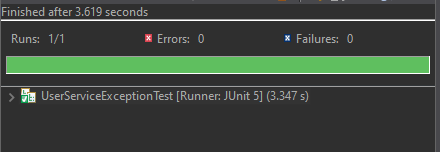 Finished after 3.619 seconds
Runs: 1/1 Errors: 0 Failures: 0
UserServiceExceptionTest [Runner: JUnit 5] (3.347 s)